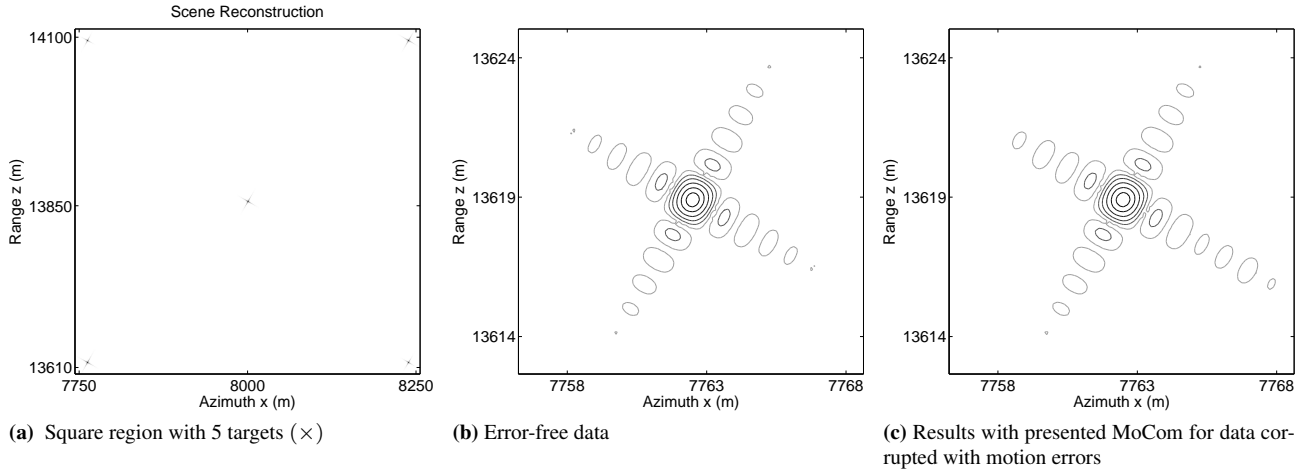 Scene Reconstruction
14100
13850
13610
Range z (m)
7750 8000 8250
Azimuth x (m)
(a) Square region with 5 targets (×)
13624
13619
13614
Range z (m)
7758 7763 7768
Azimuth x (m)
(b) Error-free data
13624
13619
13614
Range z (m)
7758 7763 7768
Azimuth x (m)
(c) Results with presented MoCom for data cor-
rupted with motion errors